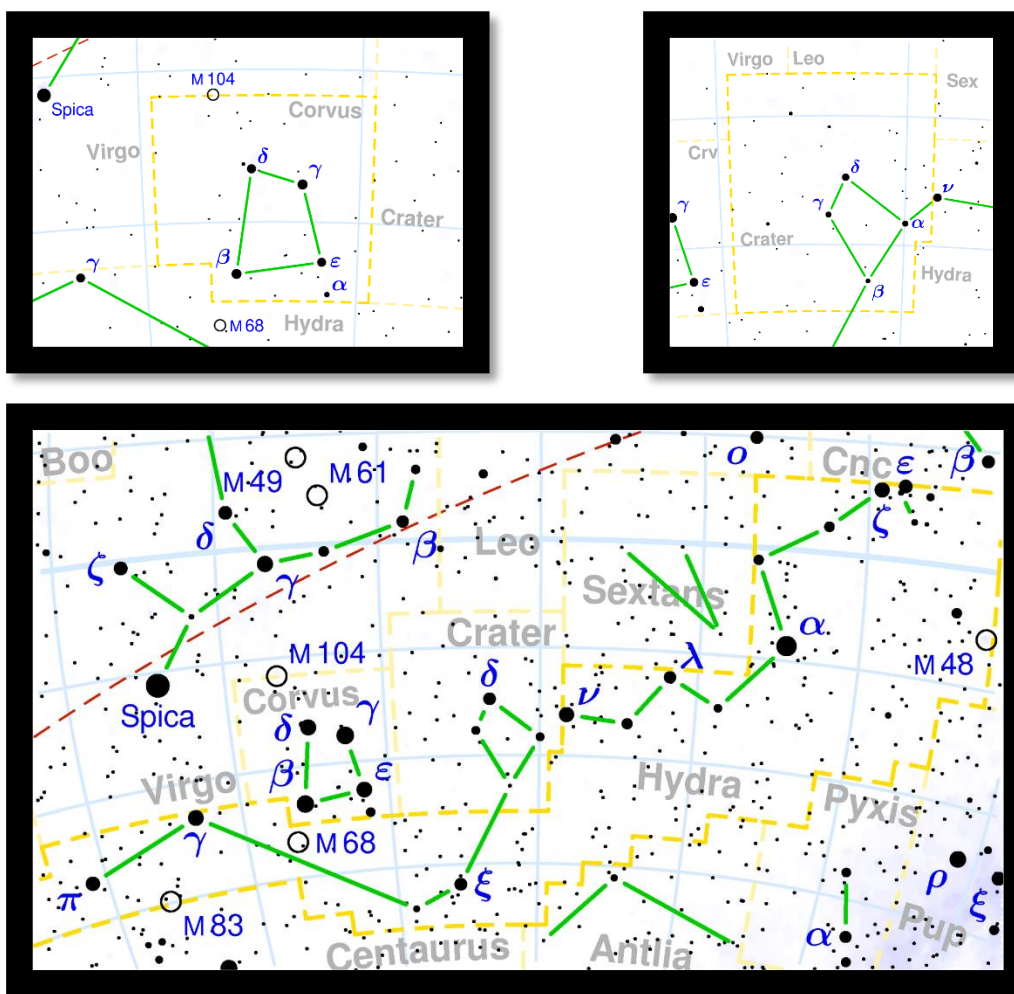 M 104
Spica
Corvus
Virgo
δ
γ
Crater
β
ε
α
γ
Hydra
M 68
Virgo
Leo
Sex
Crv
δ
ν
γ
γ
α
Crater
Hydra
ε
β
Boo
M 49
M 61
ο
Cnc
ε
β
δ
ζ
β
Leo
ζ
γ
Sextans
α
Crater
λ
M 104
M 48
Corvus
δ
ν
Spica
δ
γ
β
ε
Hydra
Virgo
Pyxis
γ
M 68
π
ξ
ρ
ξ
M 83
α
Pup
Centaurus
Antlia